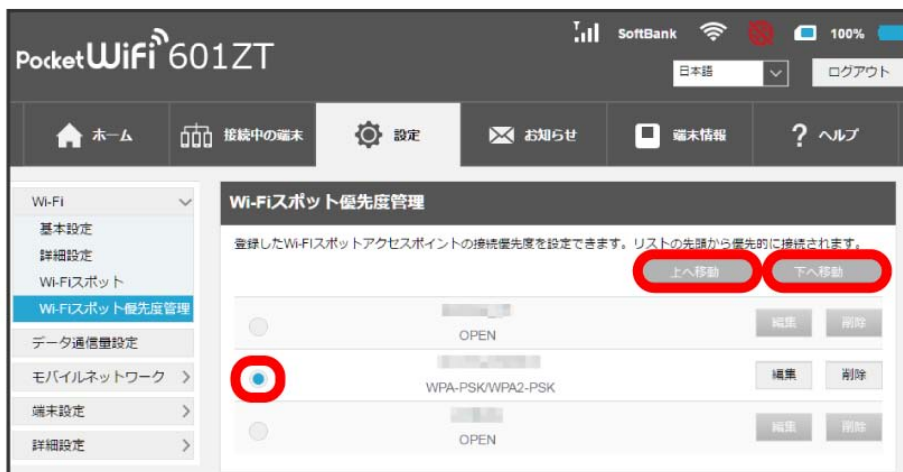 Pocket WiFi 601ZT
SoftBank 100%
日本語 ログアウト
ホーム 接続中の端末 設定 お知らせ 端末情報 ヘルプ
Wi-Fi
基本設定
詳細設定
Wi-Fiスポット
Wi-Fiスポット優先度管理
データ通信量設定
モバイルネットワーク
端末設定
詳細設定
Wi-Fiスポット優先度管理
登録したWi-Fiスポットアクセスポイントの接続優先度を設定できます。リストの先頭から優先的に接続されます。
上へ移動 下へ移動
OPEN 編集 削除
WPA-PSK/WPA2-PSK 編集 削除
OPEN 編集 削除